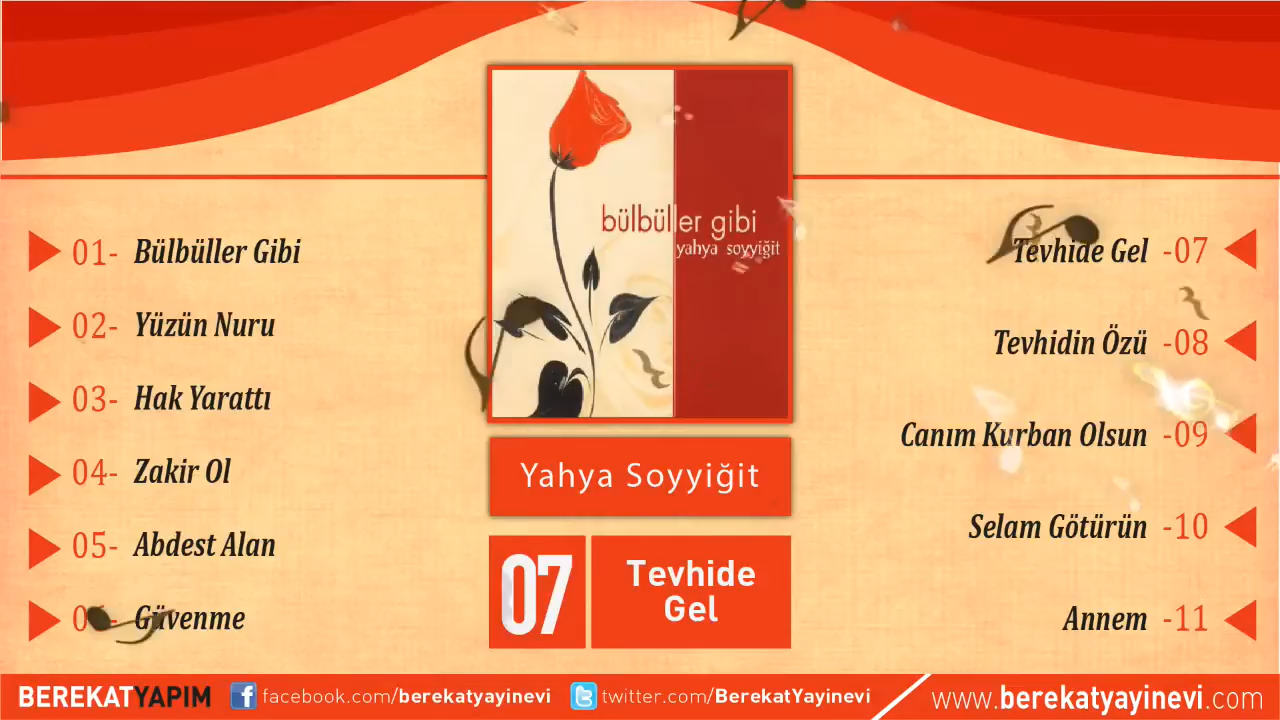 bülbüller gibi
yahya soyyiğit
01- Bülbüller Gibi
02- Yüzün Nuru
03- Hak Yarattı
04- Zakir Ol
05- Abdest Alan
06- Güvenme
Tevhide Gel -07
Tevhidin Özü -08
Canım Kurban Olsun -09
Selam Götürün -10
Annem -11
Yahya Soyyiğit
07
Tevhide
Gel
BEREKATYAPIM
facebook.com/berekatyayinevi
twitter.com/BerekatYayinevi
www.berekatyayinevi.com